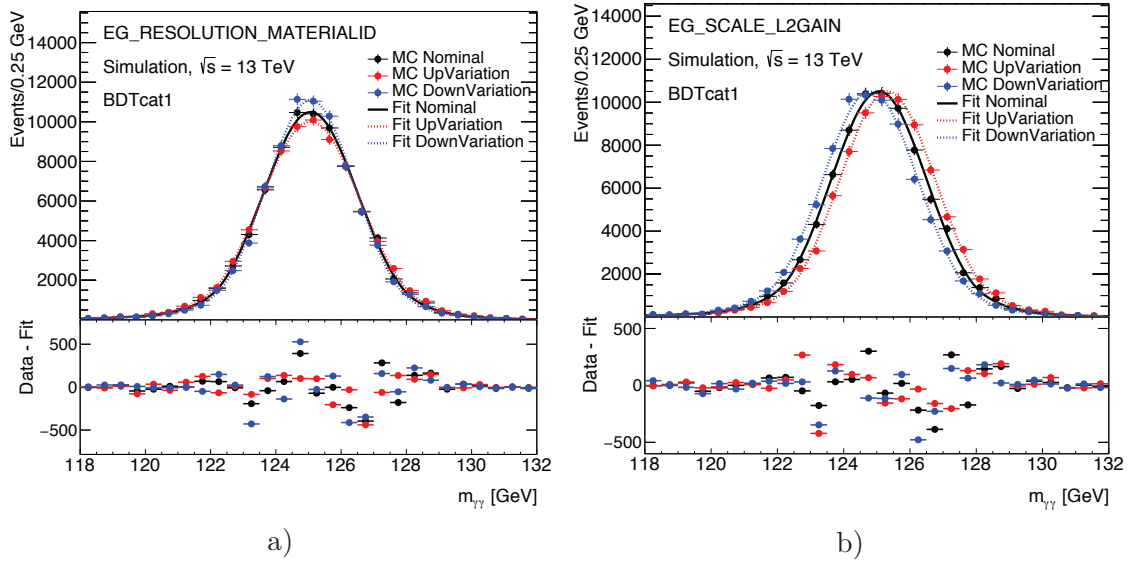 EG_RESOLUTION_MATERIALID
Simulation, √s = 13 TeV
BDTcat1
MC Nominal
MC UpVariation
MC DownVariation
Fit Nominal
Fit UpVariation
Fit DownVariation
Events/0.25 GeV
14000
12000
10000
8000
6000
4000
2000
Data - Fit
500
0
−500
118 120 122 124 126 128 130 132
mγγ [GeV]
a)
EG_SCALE_L2GAIN
Simulation, √s = 13 TeV
BDTcat1
MC Nominal
MC UpVariation
MC DownVariation
Fit Nominal
Fit UpVariation
Fit DownVariation
Events/0.25 GeV
14000
12000
10000
8000
6000
4000
2000
Data - Fit
500
0
−500
118 120 122 124 126 128 130 132
mγγ [GeV]
b)